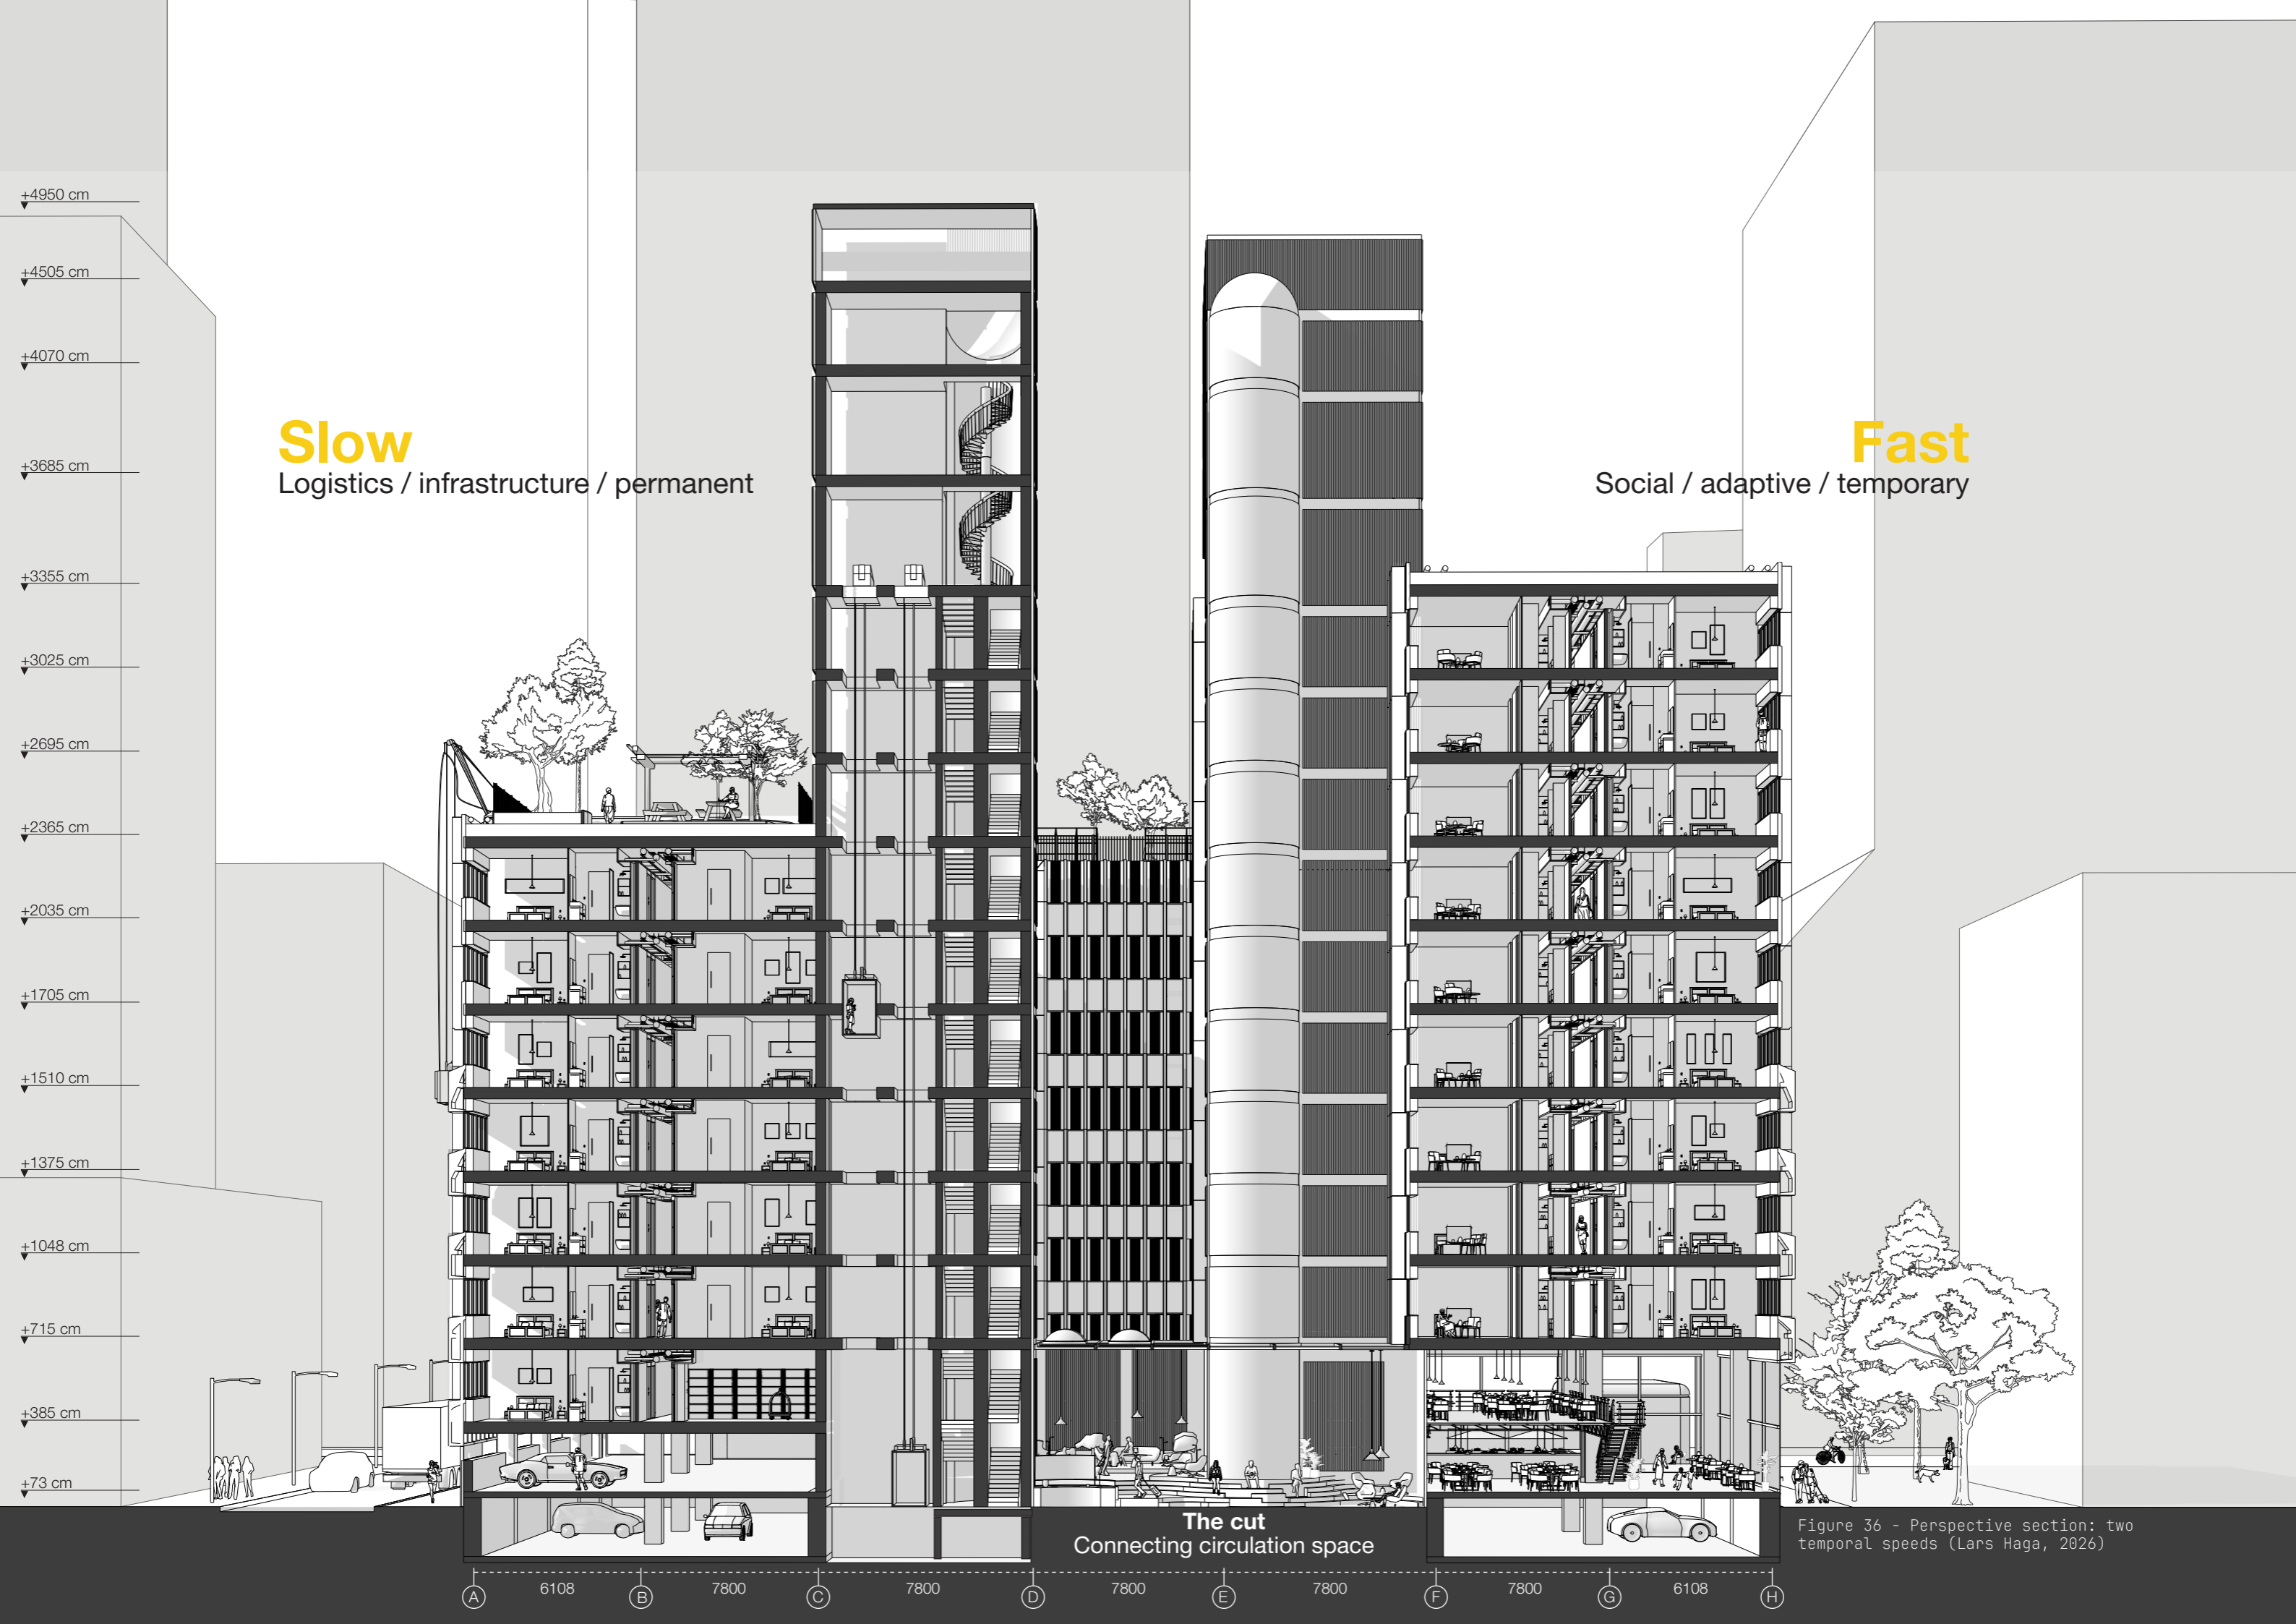 +4950 cm
+4505 cm
+4070 cm
Slow
Logistics / infrastructure / permanent
Fast
Social / adaptive / temporary
+3685 cm
+3355 cm
+3025 cm
+2695 cm
+2365 cm
+2035 cm
+1705 cm
+1510 cm
+1375 cm
+1048 cm
+715 cm
+385 cm
+73 cm
The cut
Connecting circulation space
Figure 36 - Perspective section: two
temporal speeds (Lars Haga, 2026)
A 6108 B 7800 C 7800 D 7800 E 7800 F 7800 G 6108 H